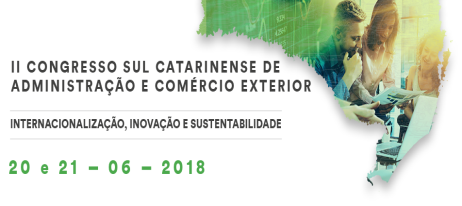 II CONGRESSO SUL CATARINENSE DE
ADMINISTRAÇÃO E COMÉRCIO EXTERIOR
INTERNACIONALIZAÇÃO, INOVAÇÃO E SUSTENTABILIDADE
20 e 21 – 06 – 2018